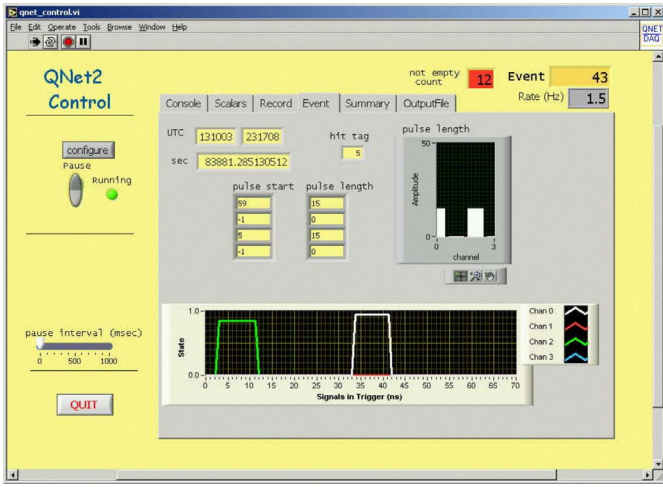 qnet_control.vi
File Edit Operate Tools Browse Window Help
QNET
DAQ
QNet2
Control
not empty
count
12
Event
43
Rate (Hz)
1.5
Console
Scalars
Record
Event
Summary
OutputFile
configure
Pause
Running
UTC
131003
231708
hit tag
5
sec
83881.285130512
pulse start
pulse length
59
15
-1
0
5
15
-1
0
pulse length
50
Amplitude
0
0
3
channel
pause interval (msec)
0 500 1000
QUIT
1.0
State
0.0
0 5 10 15 20 25 30 35 40 45 50 55 60 65 70
Signals in Trigger (ns)
Chan 0
Chan 1
Chan 2
Chan 3